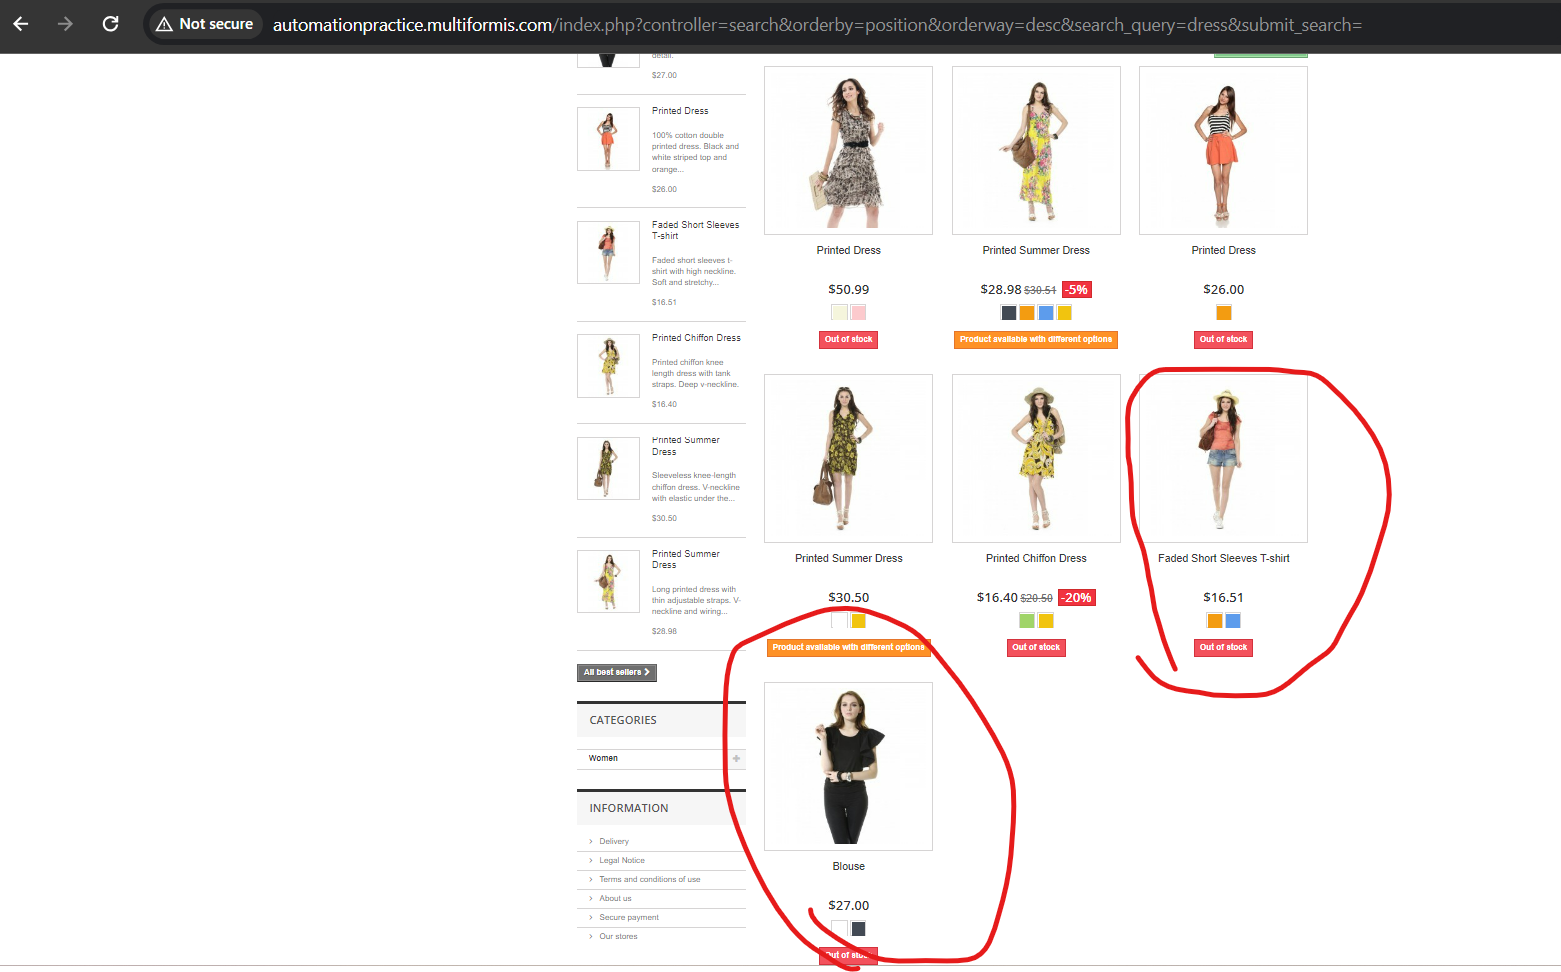 Not secure
automationpractice.multiformis.com/index.php?controller=search&orderby=position&orderway=desc&search_query=dress&submit_search=
detail.
$27.00
Printed Dress
100% cotton double
printed dress. Black and
white striped top and
orange...
$26.00
Faded Short Sleeves
T-shirt
Faded short sleeves t-
shirt with high neckline.
Soft and stretchy...
$16.51
Printed Chiffon Dress
Printed chiffon knee
length dress with tank
straps. Deep v-neckline.
$16.40
Printed Summer
Dress
Sleeveless knee-length
chiffon dress. V-neckline
with elastic under the...
$30.50
Printed Summer
Dress
Long printed dress with
thin adjustable straps. V-
neckline and wiring...
$28.98
All best sellers
CATEGORIES
Women
INFORMATION
Delivery
Legal Notice
Terms and conditions of use
About us
Secure payment
Our stores
Printed Dress
$50.99
Out of stock
Printed Summer Dress
$28.98 $30.51 -5%
Product available with different options
Printed Dress
$26.00
Out of stock
Printed Summer Dress
$30.50
Product available with different options
Printed Chiffon Dress
$16.40 $20.50 -20%
Out of stock
Faded Short Sleeves T-shirt
$16.51
Out of stock
Blouse
$27.00
Out of stock